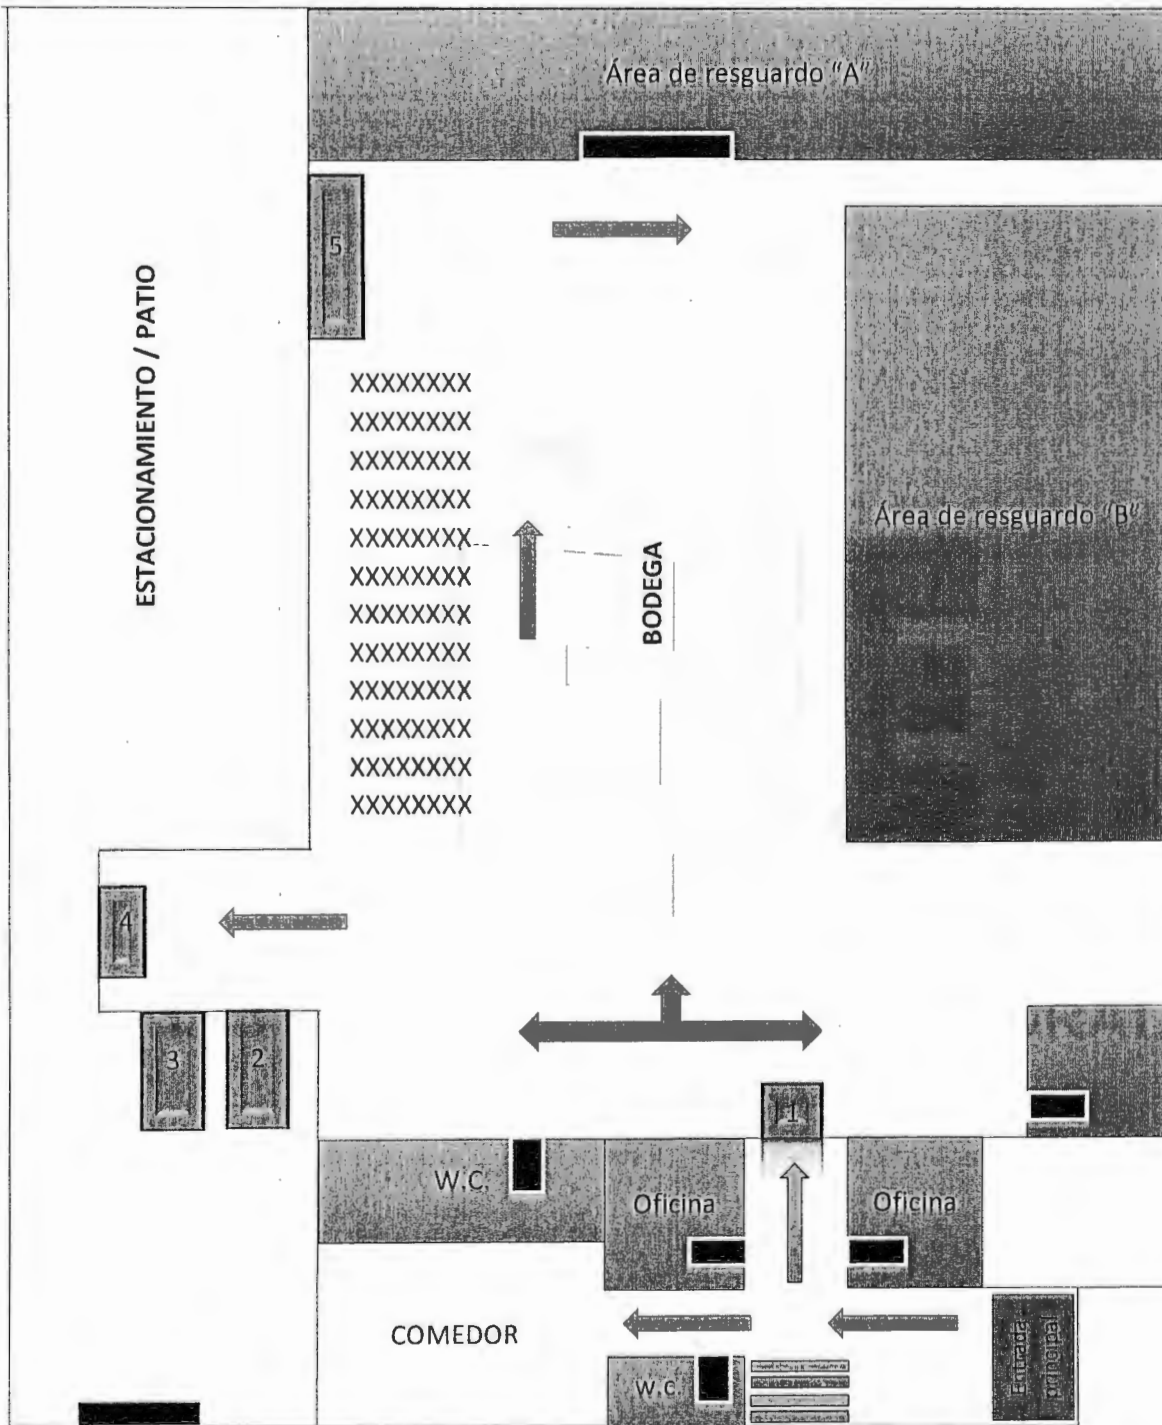 Área de resguardo "A"
5
ESTACIONAMIENTO / PATIO
XXXXXXXX
XXXXXXXX
XXXXXXXX
XXXXXXXX
XXXXXXXX
XXXXXXXX
XXXXXXXX
XXXXXXXX
XXXXXXXX
XXXXXXXX
XXXXXXXX
XXXXXXXX
BODEGA
Área de resguardo "B"
4
3
2
1
W.C.
Oficina
Oficina
COMEDOR
w.c.
Entrada
principal